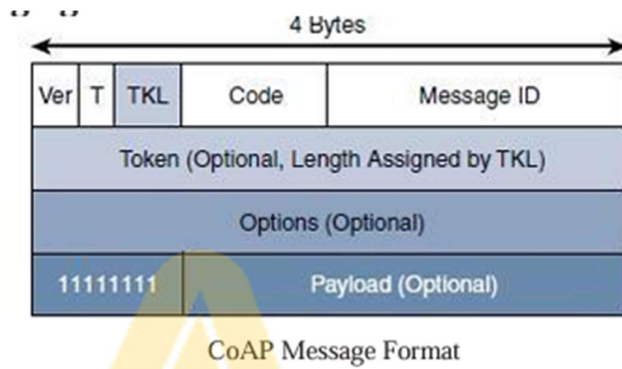 4 Bytes
Ver T TKL Code Message ID
Token (Optional, Length Assigned by TKL)
Options (Optional)
11111111 Payload (Optional)
CoAP Message Format